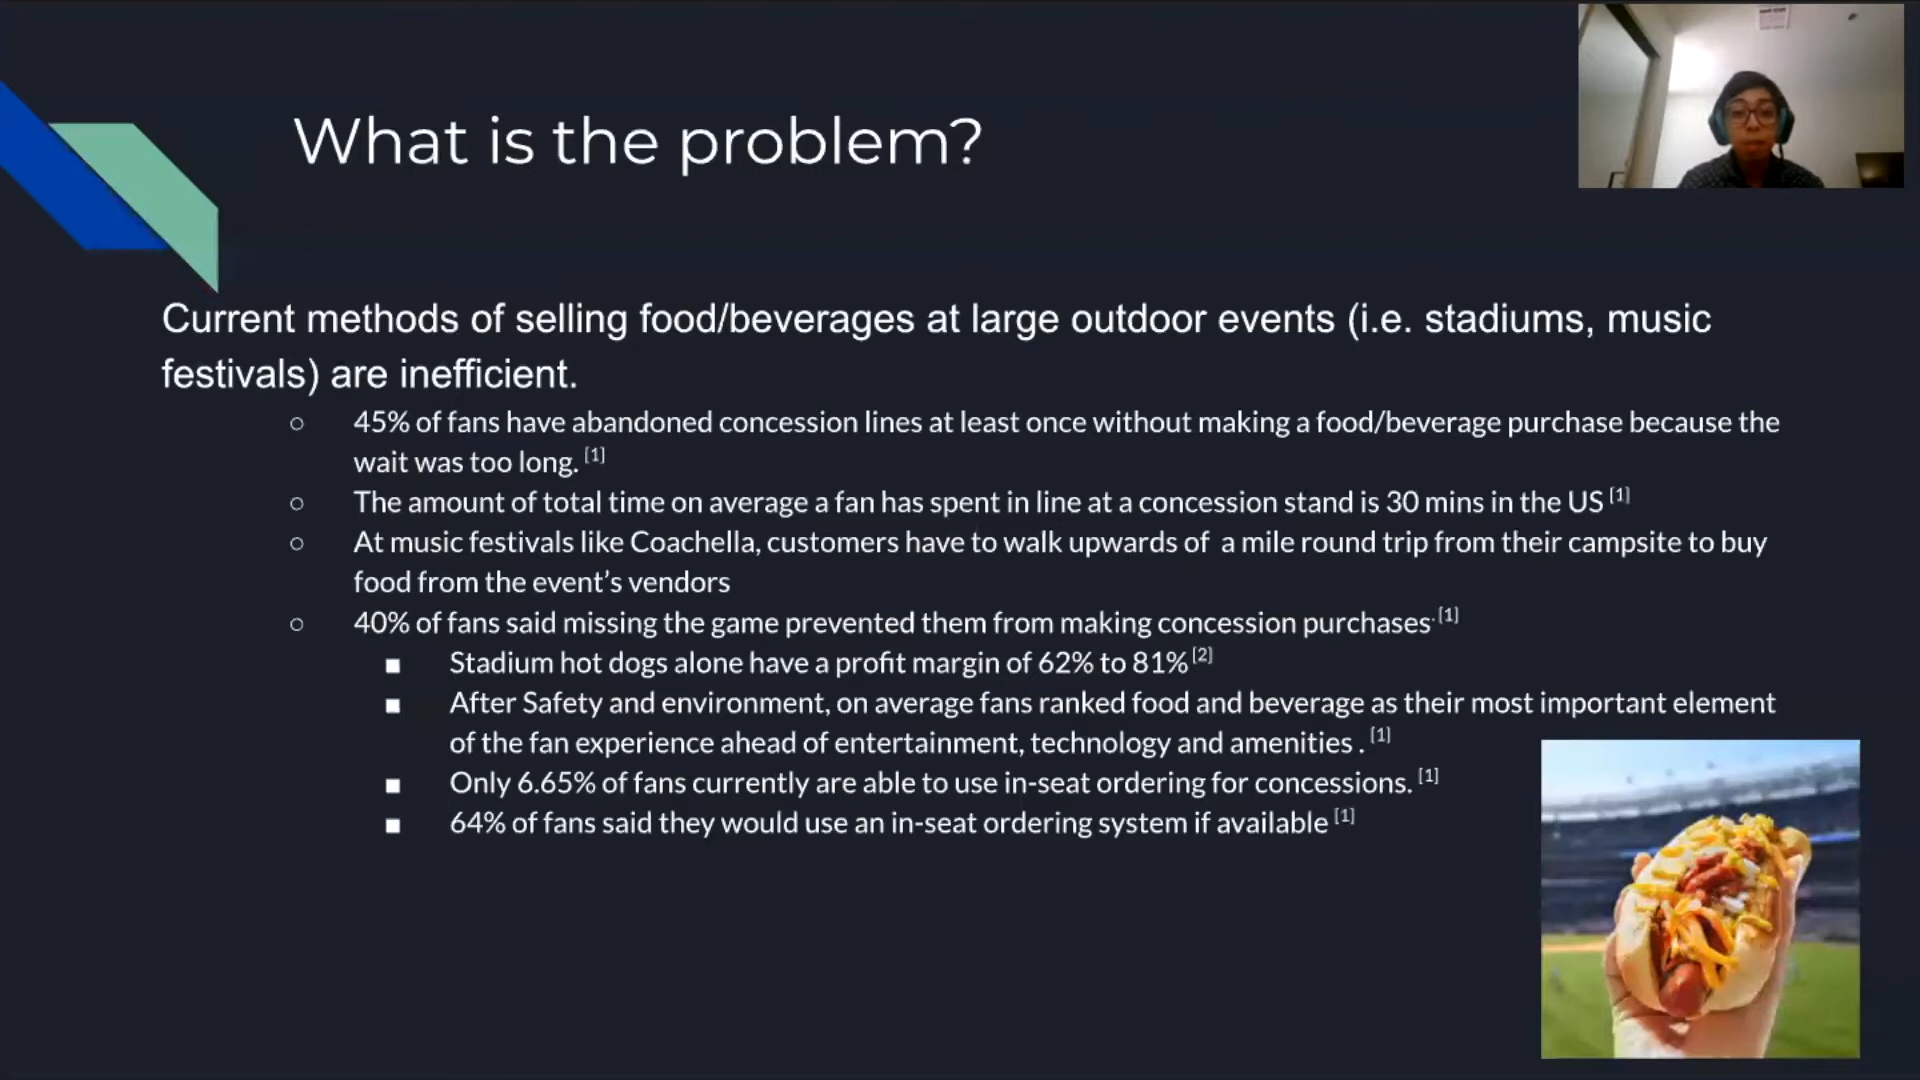 What is the problem?
Current methods of selling food/beverages at large outdoor events (i.e. stadiums, music
festivals) are inefficient.
○ 45% of fans have abandoned concession lines at least once without making a food/beverage purchase because the
wait was too long. [1]
○ The amount of total time on average a fan has spent in line at a concession stand is 30 mins in the US [1]
○ At music festivals like Coachella, customers have to walk upwards of a mile round trip from their campsite to buy
food from the event’s vendors
○ 40% of fans said missing the game prevented them from making concession purchases. [1]
■ Stadium hot dogs alone have a profit margin of 62% to 81% [2]
■ After Safety and environment, on average fans ranked food and beverage as their most important element
of the fan experience ahead of entertainment, technology and amenities . [1]
■ Only 6.65% of fans currently are able to use in-seat ordering for concessions. [1]
■ 64% of fans said they would use an in-seat ordering system if available [1]